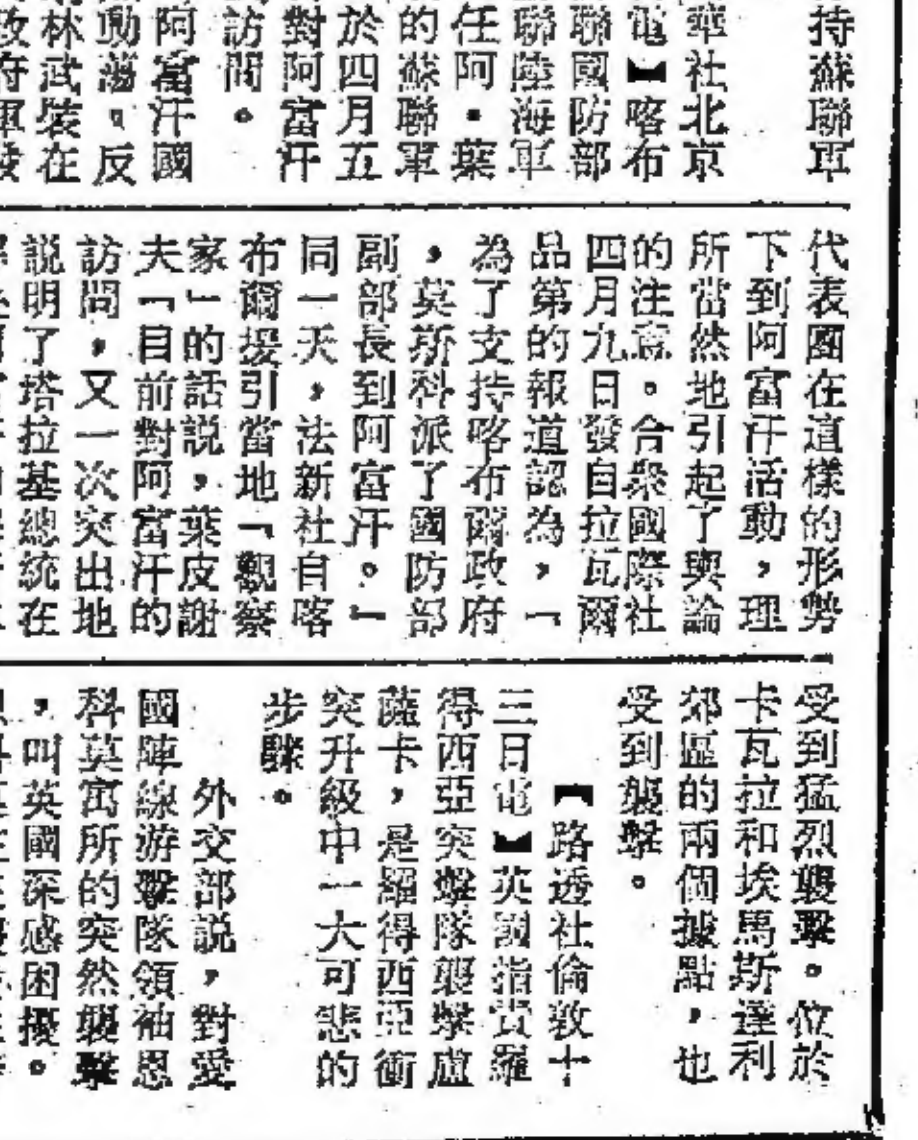 持蘇聯軍
華社北京
電】喀布
聯國防部
聯陸海軍
任阿·葉
的蘇聯軍
於四月五
對阿富汗
訪問。
阿富汗國
動蕩。反
林武裝在
代表團在這樣的形勢
下到阿富汗活動，理
所當然地引起了輿論
的注意。合衆國際社
四月九日發自拉瓦爾
品第的報道認為，「
為了支持喀布爾政府
，莫斯科派了國防部
副部長到阿富汗。」
同一天，法新社自喀
布爾援引當地「觀察
家」的話說，葉皮謝
夫「目前對阿富汗的
訪問，又一次突出地
說明了塔拉基總統在
受到猛烈襲擊。位於
卡瓦拉和埃馬斯達利
郊區的兩個據點，也
受到襲擊。
【路透社倫敦十
三日電】英國指責羅
得西亞突擊隊襲擊盧
薩卡，是羅得西亞衝
突升級中一大可悲的
步驟。
外交部說，對愛
國陣線游擊隊領袖恩
科莫寓所的突然襲擊
，叫英國深感困擾。